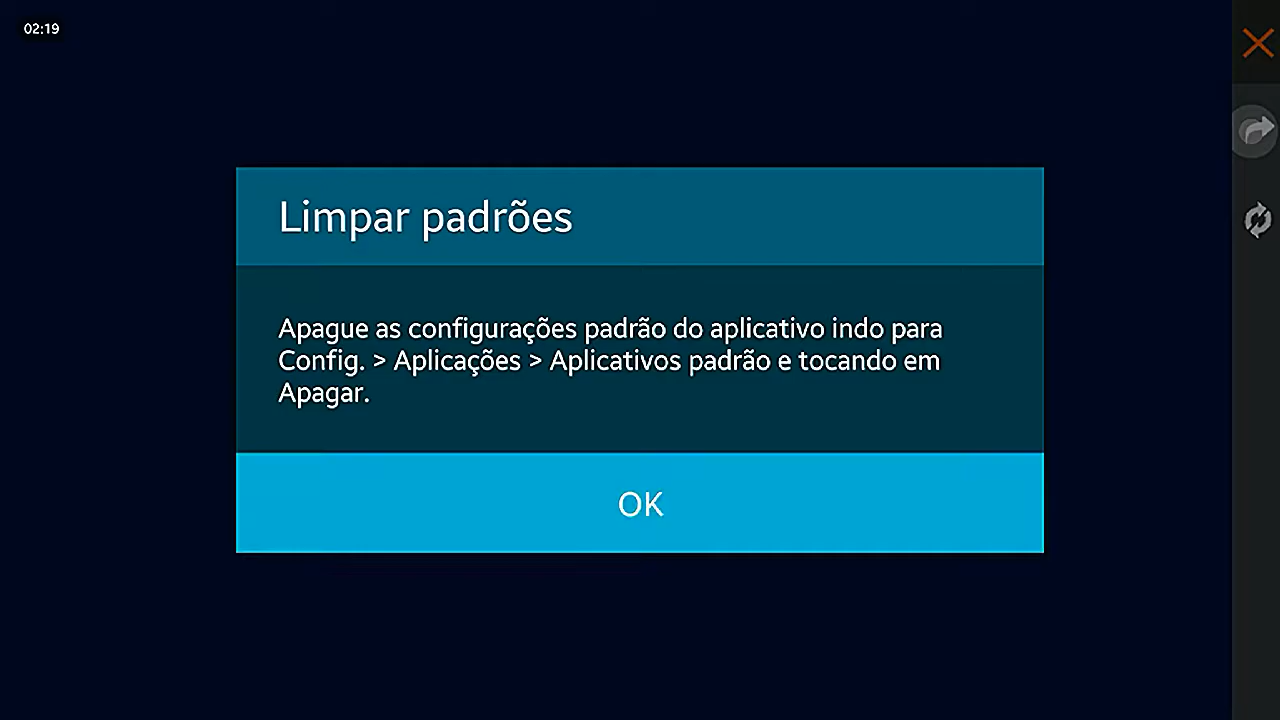 02:19
Limpar padrões
Apague as configurações padrão do aplicativo indo para
Config. > Aplicações > Aplicativos padrão e tocando em
Apagar.
OK